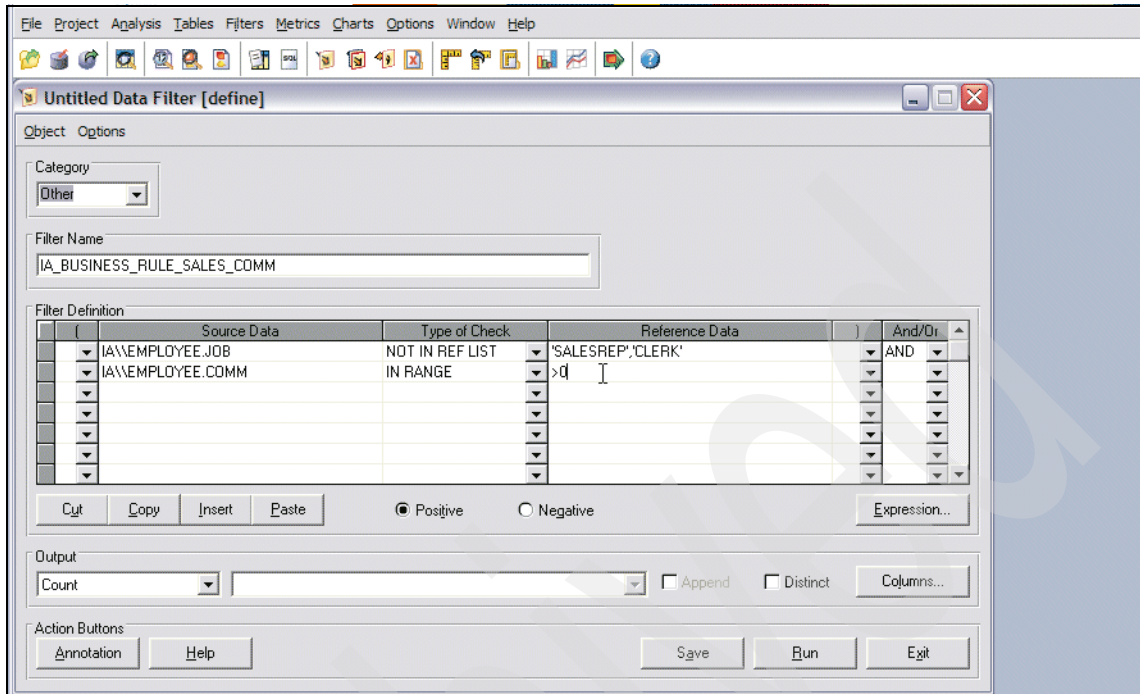 File Project Analysis Tables Filters Metrics Charts Options Window Help
SQL
Untitled Data Filter [define]
Object Options
Category
Other
Filter Name
IA_BUSINESS_RULE_SALES_COMM
Filter Definition
( Source Data Type of Check Reference Data ) And/Or
IA\\EMPLOYEE.JOB NOT IN REF LIST 'SALESREP','CLERK' AND
IA\\EMPLOYEE.COMM IN RANGE >0
Cut Copy Insert Paste Positive Negative Expression...
Output
Count Append Distinct Columns...
Action Buttons
Annotation Help Save Run Exit